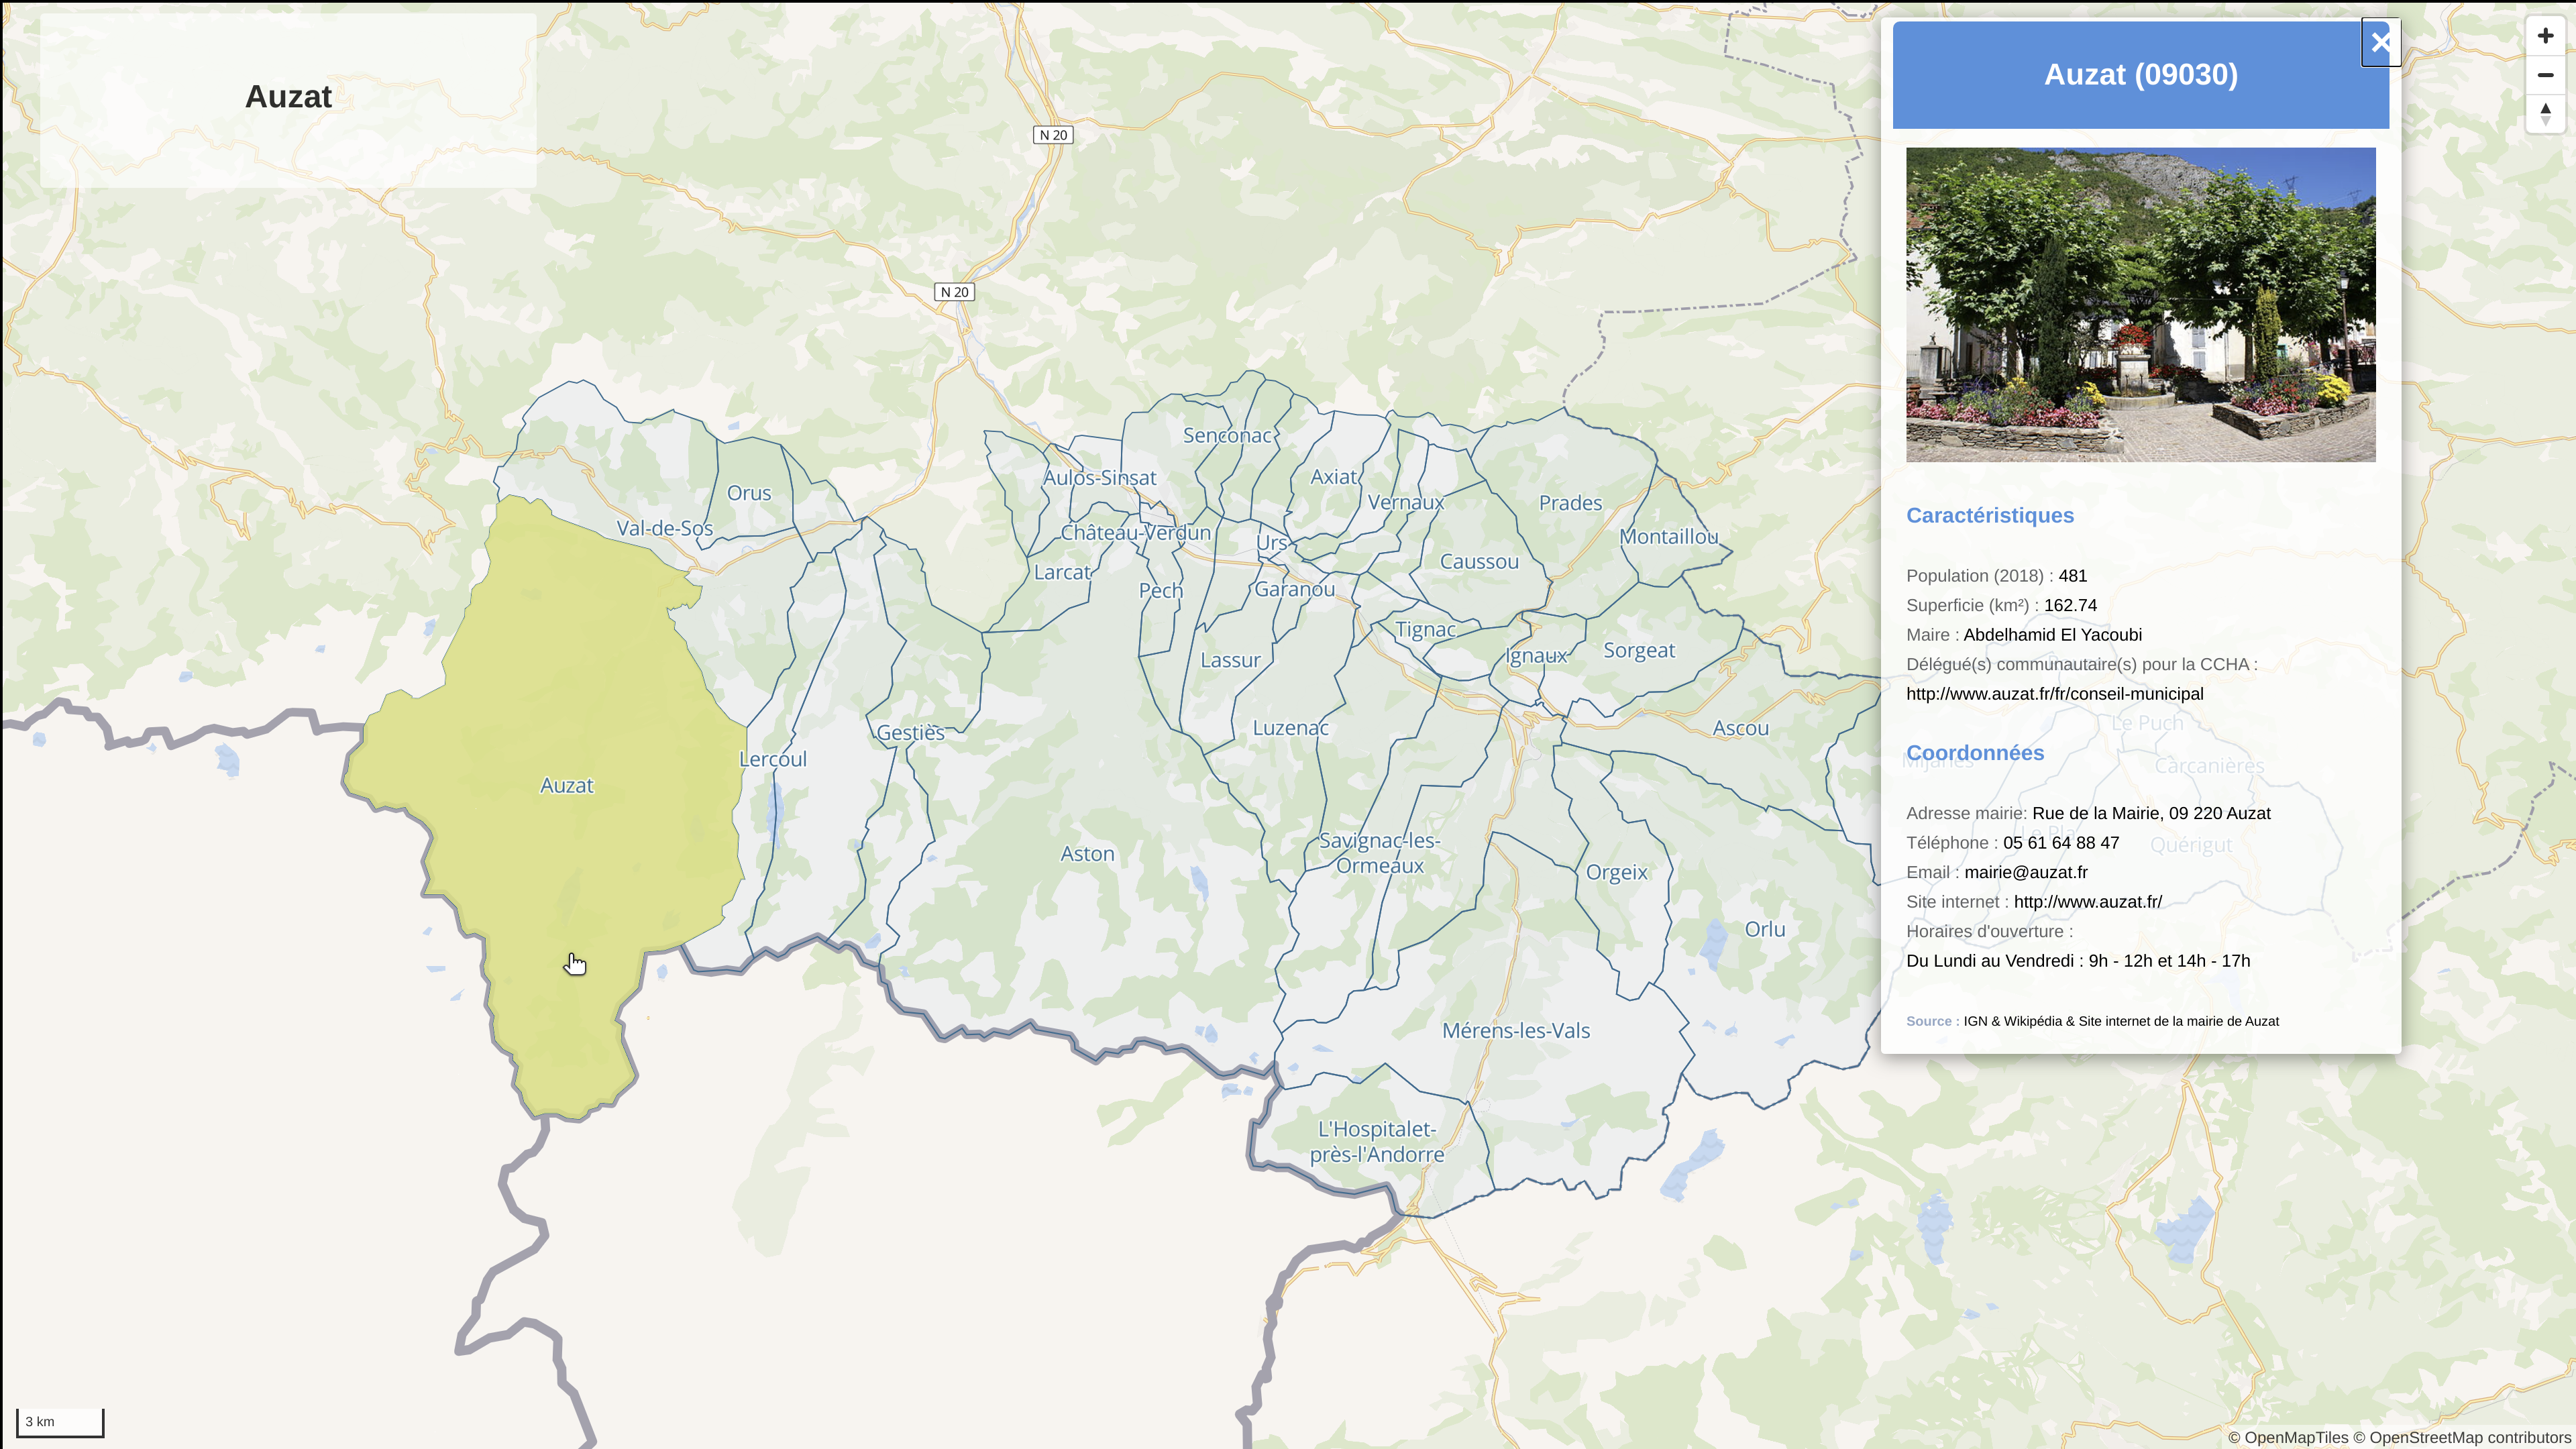 Auzat
N 20
N 20
Senconac
Aulos-Sinsat
Axiat
Orus
Vernaux
Prades
Val-de-Sos
Château-Verdun
Urs
Montaillou
Caussou
Larcat
Pech
Garanou
Tignac
Ignaux
Sorgeat
Lassur
Luzenac
Ascou
Gestiès
Lercoul
Auzat
Aston
Savignac-les-
Ormeaux
Orgeix
Orlu
Mérens-les-Vals
L'Hospitalet-
près-l'Andorre
3 km
Auzat (09030)
×
Caractéristiques
Population (2018) : 481
Superficie (km²) : 162.74
Maire : Abdelhamid El Yacoubi
Délégué(s) communautaire(s) pour la CCHA :
http://www.auzat.fr/fr/conseil-municipal
Le Puch
Coordonnées
Mijanès
Carcanières
Adresse mairie: Rue de la Mairie, 09 220 Auzat
Le Pla
Téléphone : 05 61 64 88 47
Quérigut
Email : mairie@auzat.fr
Site internet : http://www.auzat.fr/
Horaires d'ouverture :
Du Lundi au Vendredi : 9h - 12h et 14h - 17h
Source : IGN & Wikipédia & Site internet de la mairie de Auzat
© OpenMapTiles © OpenStreetMap contributors